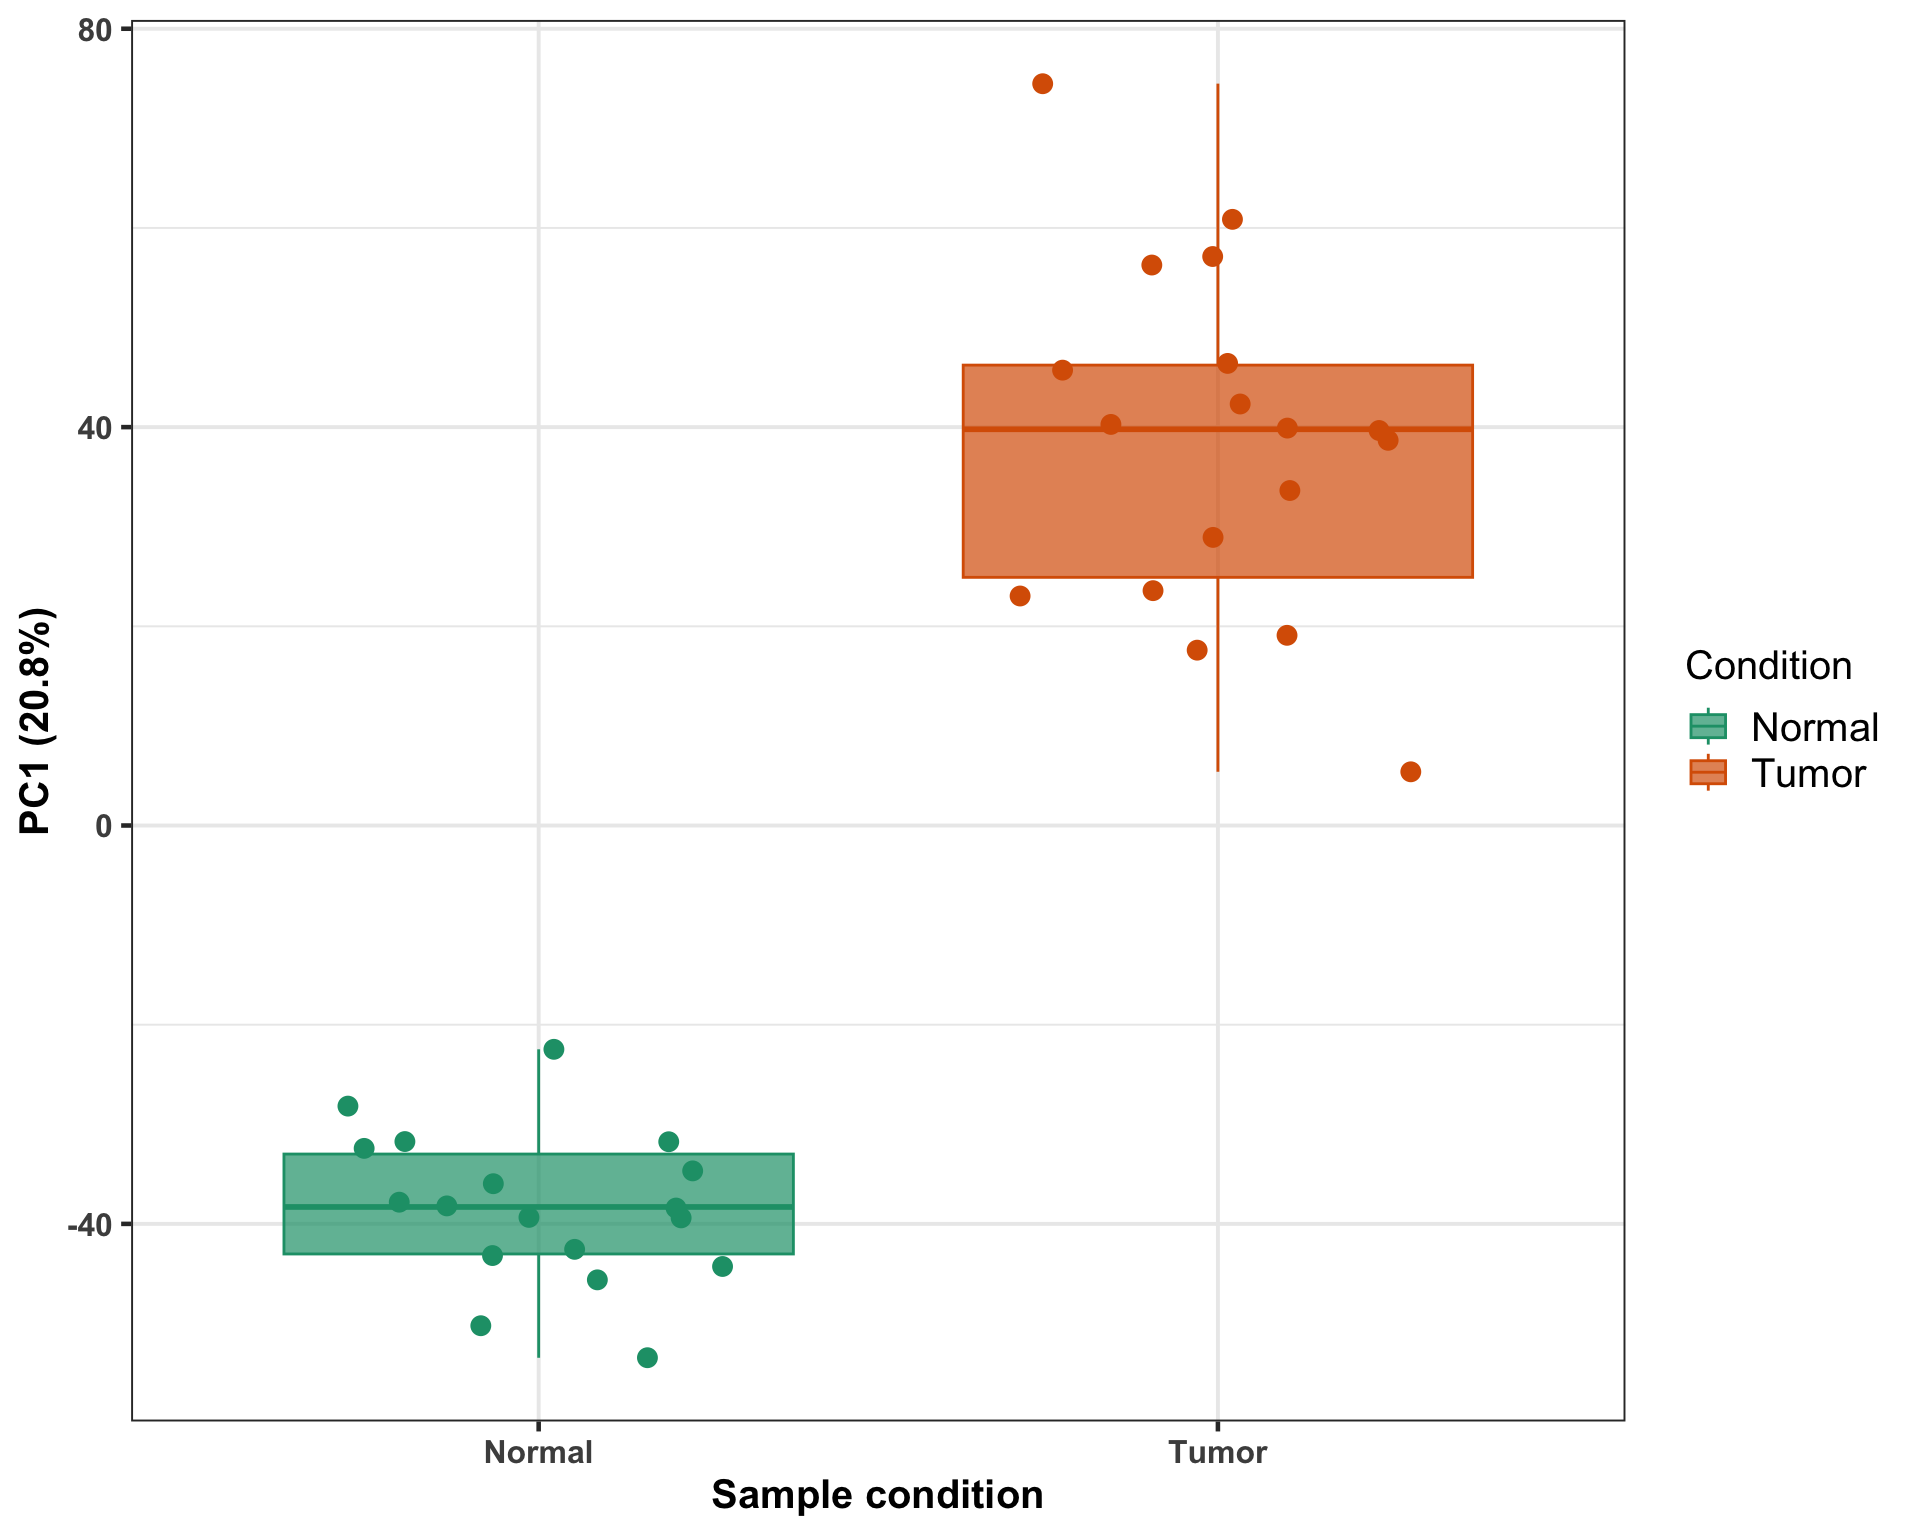 80
40
0
-40
PC1 (20.8%)
Normal
Tumor
Sample condition
Condition
Normal
Tumor